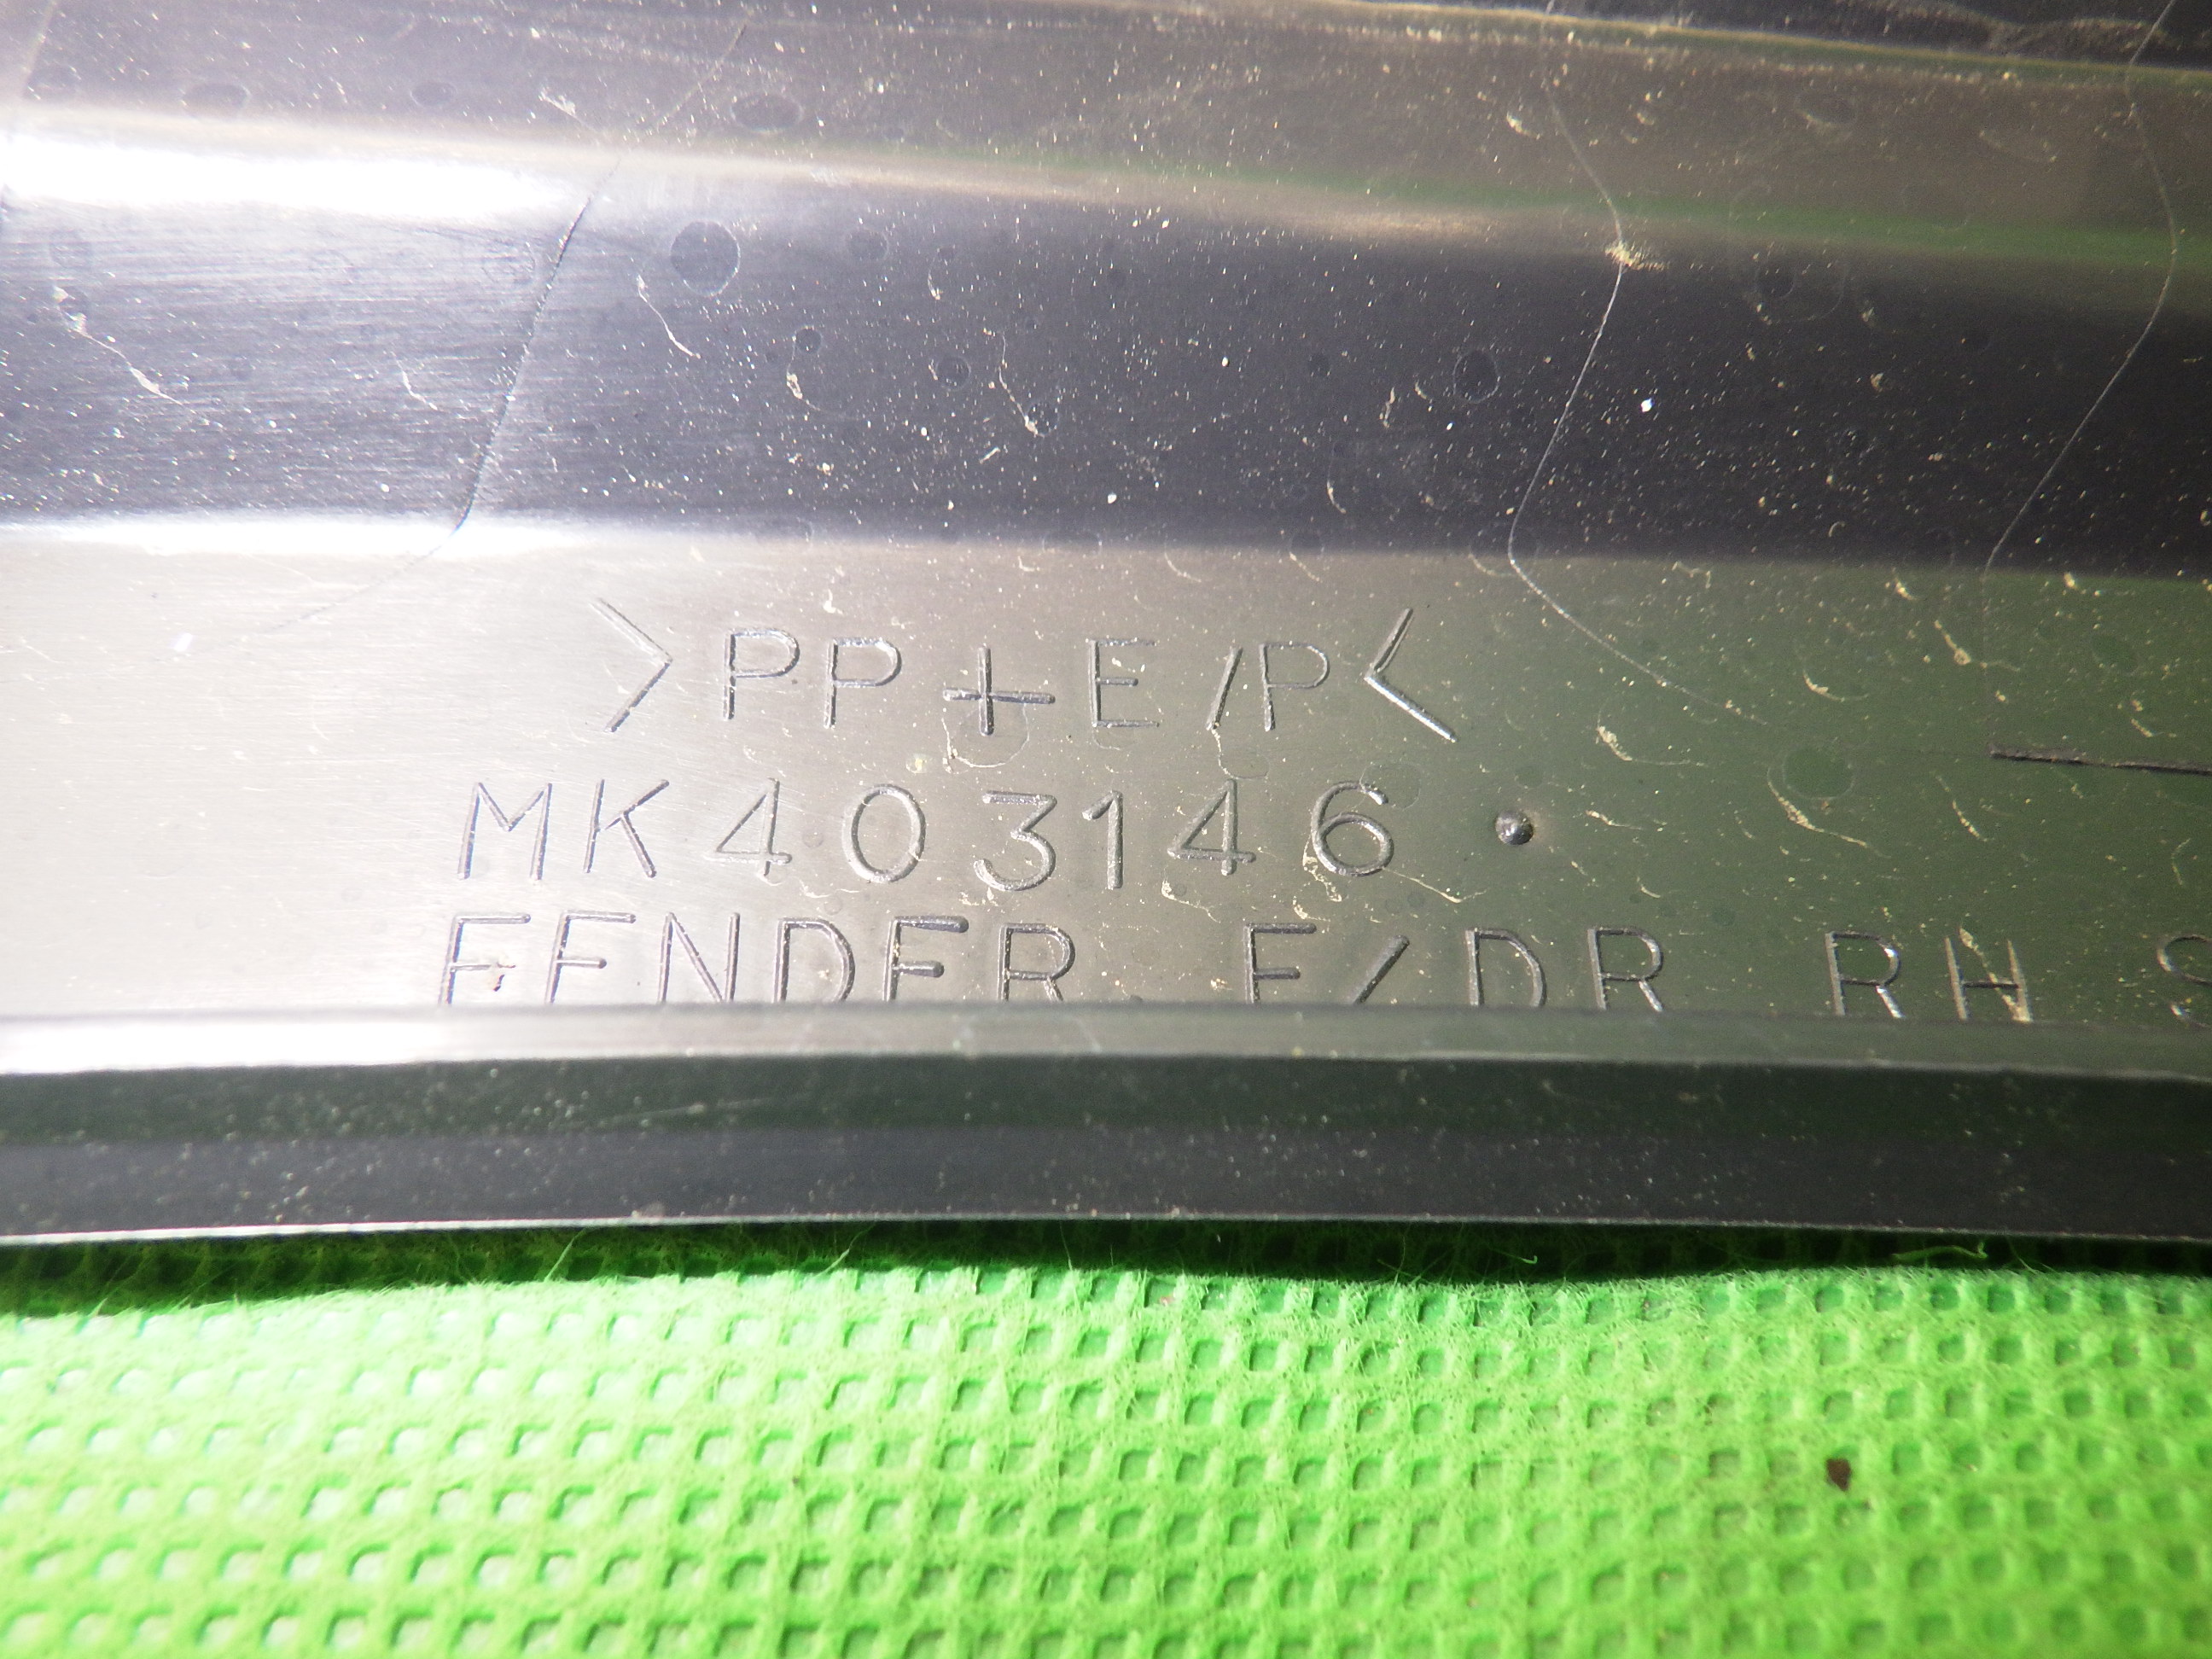 >PP+E/P<
MK403146.
FENDER F/DR RH